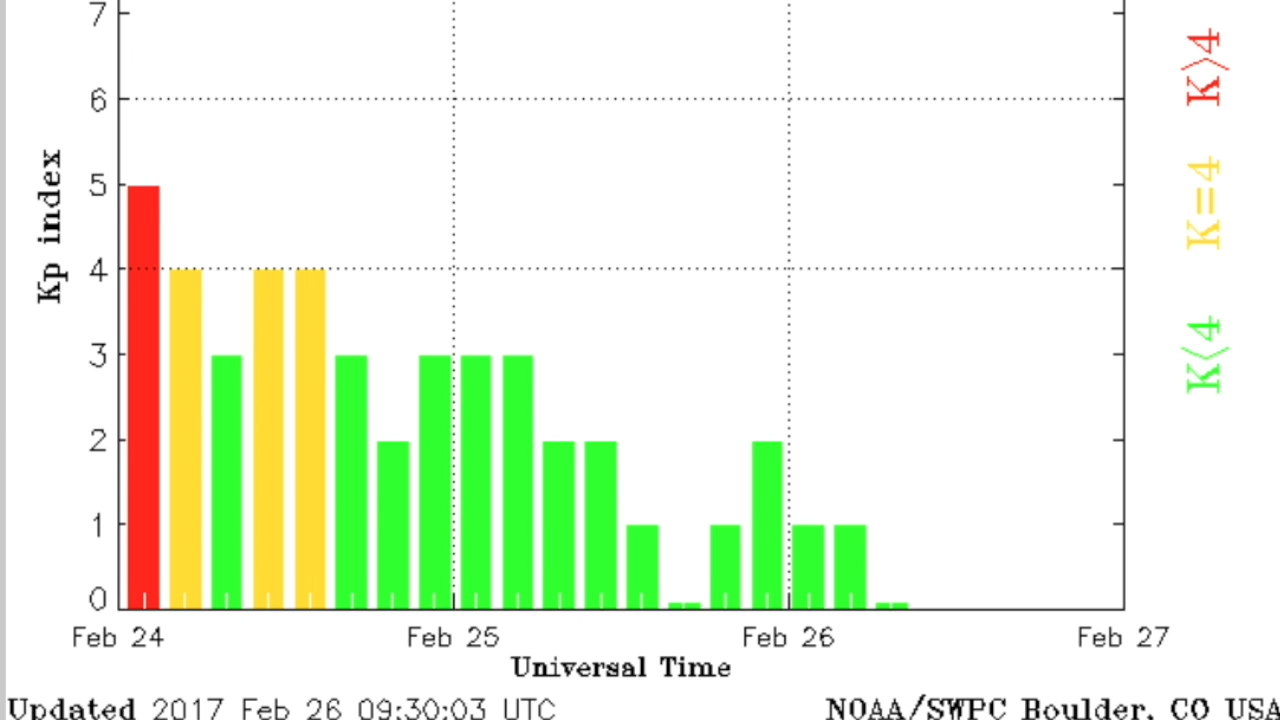 7
6
5
4
3
2
1
0
Kp index
Feb 24 Feb 25 Feb 26 Feb 27
Universal Time
Updated 2017 Feb 26 09:30:03 UTC NOAA/SWPC Boulder, CO USA
K>4
K=4
K<4